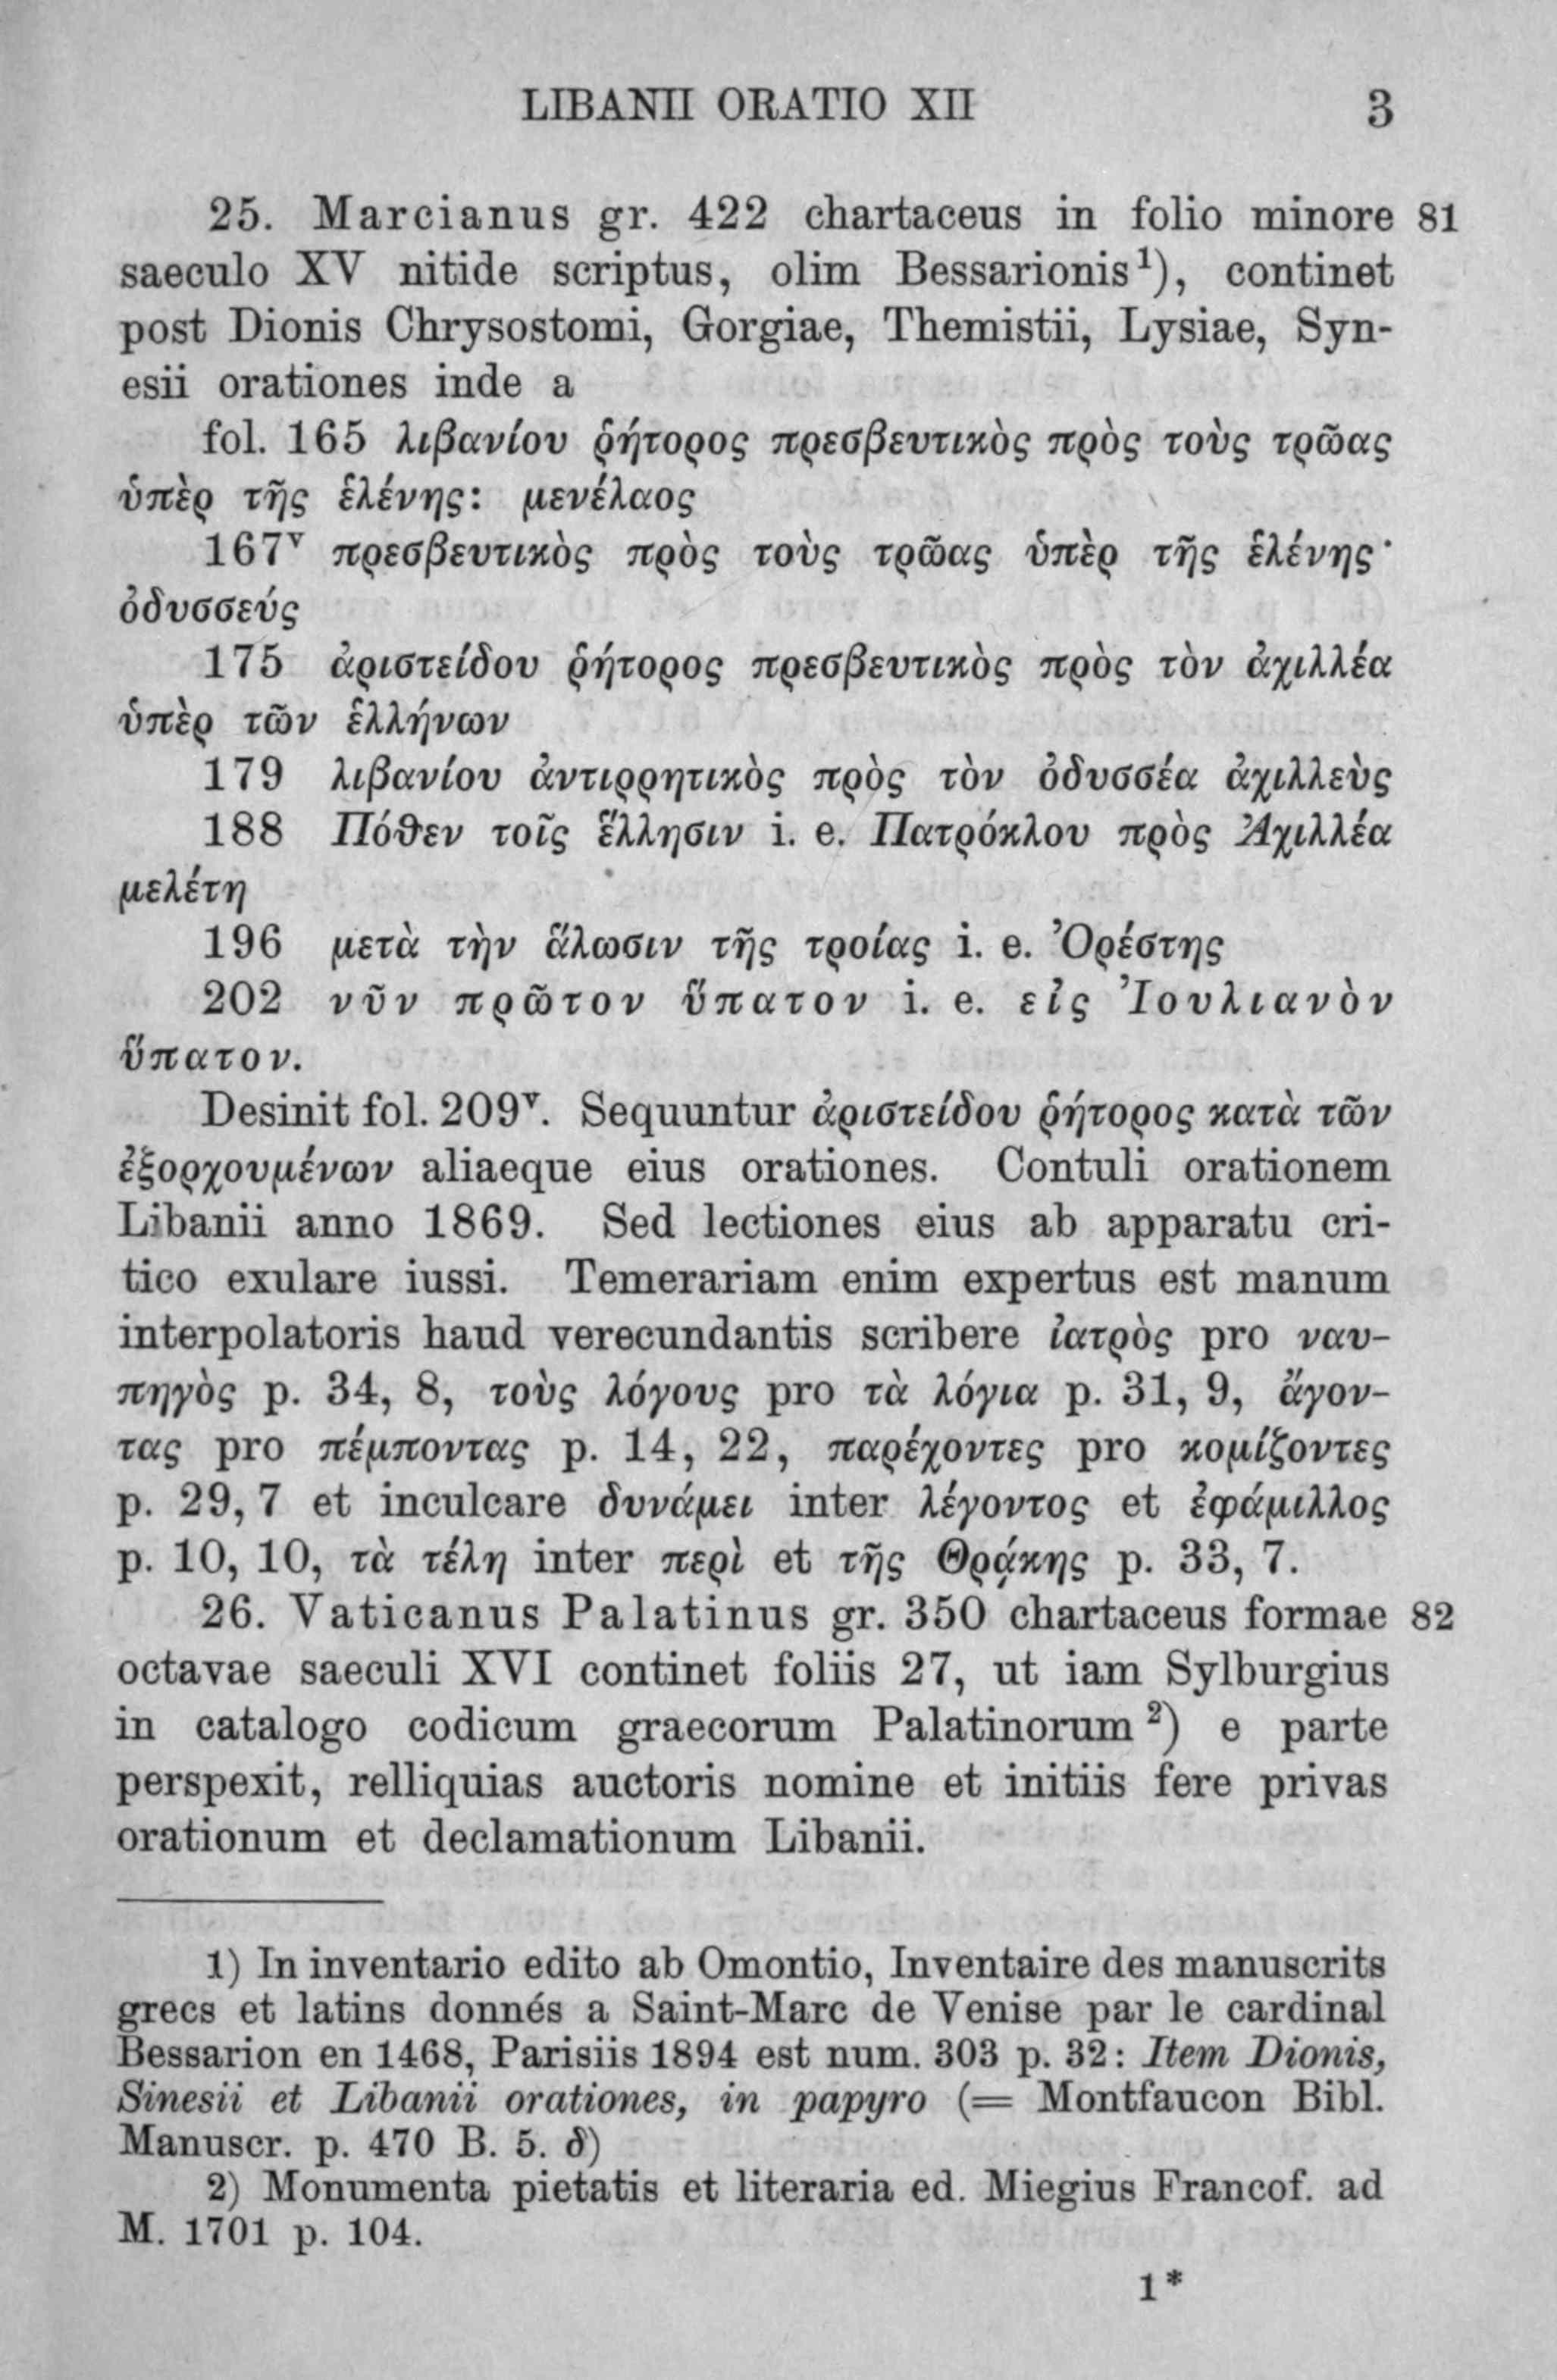 LIBANII ORATIO XII 3
25. Marcianus gr. 422 chartaceus in folio minore 81
saeculo XV nitide scriptus, olim Bessarionis¹), continet
post Dionis Chrysostomi, Gorgiae, Themistii, Lysiae, Syn-
esii orationes inde a
fol. 165 λιβανίου ῥήτορος πρεσβευτικὸς πρὸς τοὺς τρῶας
ὑπὲρ τῆς ἑλένης: μενέλαος
167ᵛ πρεσβευτικὸς πρὸς τοὺς τρῶας ὑπὲρ τῆς ἑλένης·
ὀδυσσεύς
175 ἀριστείδου ῥήτορος πρεσβευτικὸς πρὸς τὸν ἀχιλλέα
ὑπὲρ τῶν ἑλλήνων
179 λιβανίου ἀντιρρητικὸς πρὸς τὸν ὀδυσσέα ἀχιλλεὺς
188 Πόθεν τοῖς ἕλλησιν i. e. Πατρόκλου πρὸς Ἀχιλλέα
μελέτη
196 μετὰ τὴν ἅλωσιν τῆς τροίας i. e. Ὀρέστης
202 νῦν πρῶτον ὕπατον i. e. εἰς Ἰουλιανὸν
ὕπατον.
Desinit fol. 209ᵛ. Sequuntur ἀριστείδου ῥήτορος κατὰ τῶν
ἐξορχουμένων aliaeque eius orationes. Contuli orationem
Libanii anno 1869. Sed lectiones eius ab apparatu cri-
tico exulare iussi. Temerariam enim expertus est manum
interpolatoris haud verecundantis scribere ἰατρὸς pro ναυ-
πηγὸς p. 34, 8, τοὺς λόγους pro τὰ λόγια p. 31, 9, ἄγον-
τας pro πέμποντας p. 14, 22, παρέχοντες pro κομίζοντες
p. 29, 7 et inculcare δυνάμει inter λέγοντος et ἐφάμιλλος
p. 10, 10, τὰ τέλη inter περὶ et τῆς Θρᾴκης p. 33, 7.
26. Vaticanus Palatinus gr. 350 chartaceus formae 82
octavae saeculi XVI continet foliis 27, ut iam Sylburgius
in catalogo codicum graecorum Palatinorum²) e parte
perspexit, relliquias auctoris nomine et initiis fere privas
orationum et declamationum Libanii.
1) In inventario edito ab Omontio, Inventaire des manuscrits
grecs et latins donnés a Saint-Marc de Venise par le cardinal
Bessarion en 1468, Parisiis 1894 est num. 303 p. 32: Item Dionis,
Sinesii et Libanii orationes, in papyro (= Montfaucon Bibl.
Manuscr. p. 470 B. 5. δ)
2) Monumenta pietatis et literaria ed. Miegius Francof. ad
M. 1701 p. 104.
1*